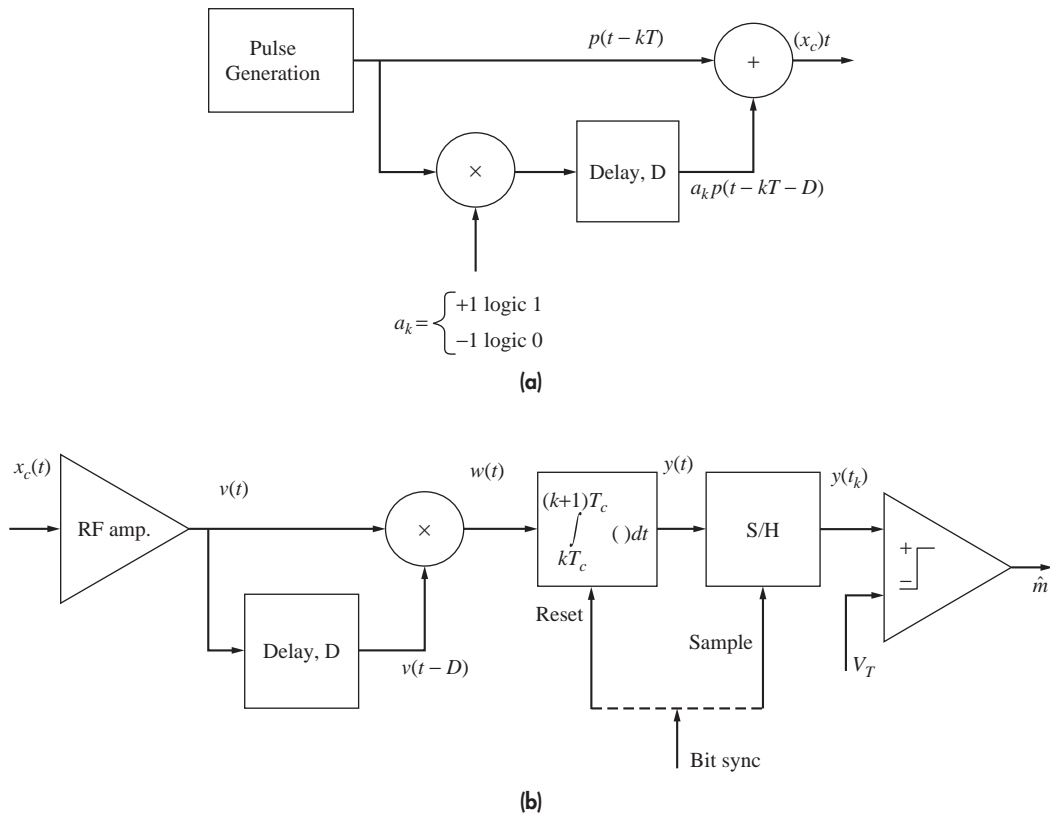 Pulse
Generation
p(t − kT)
(x_c)t
+
×
Delay, D
a_k p(t − kT − D)
a_k = { +1 logic 1
−1 logic 0
(a)
x_c(t)
RF amp.
v(t)
×
w(t)
Delay, D
v(t − D)
(k+1)T_c
∫ ( )dt
kT_c
y(t)
S/H
y(t_k)
+
−
m̂
Reset
Sample
V_T
Bit sync
(b)